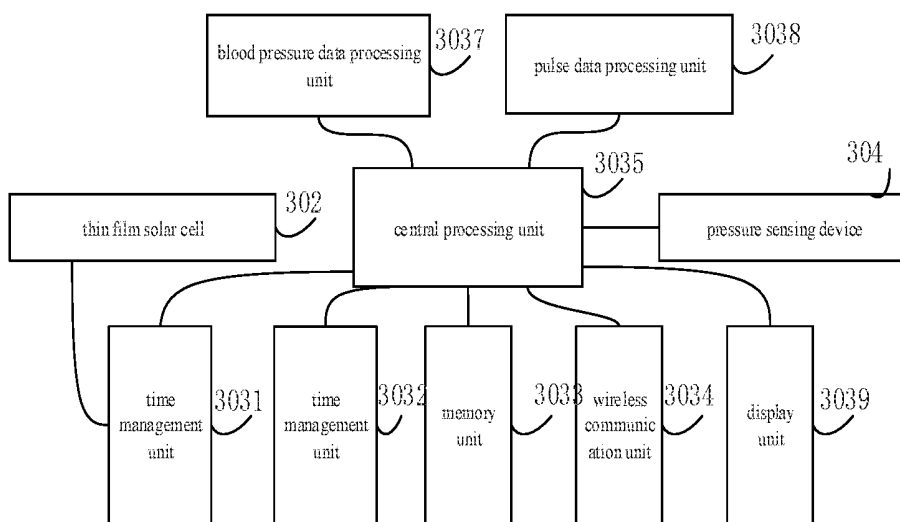 blood pressure data processing
unit
3037
pulse data processing unit
3038
thin film solar cell
302
central processing unit
3035
pressure sensing device
304
time
management
unit
3031
time
management
unit
3032
memory
unit
3033
wireless
communic
ation unit
3034
display
unit
3039